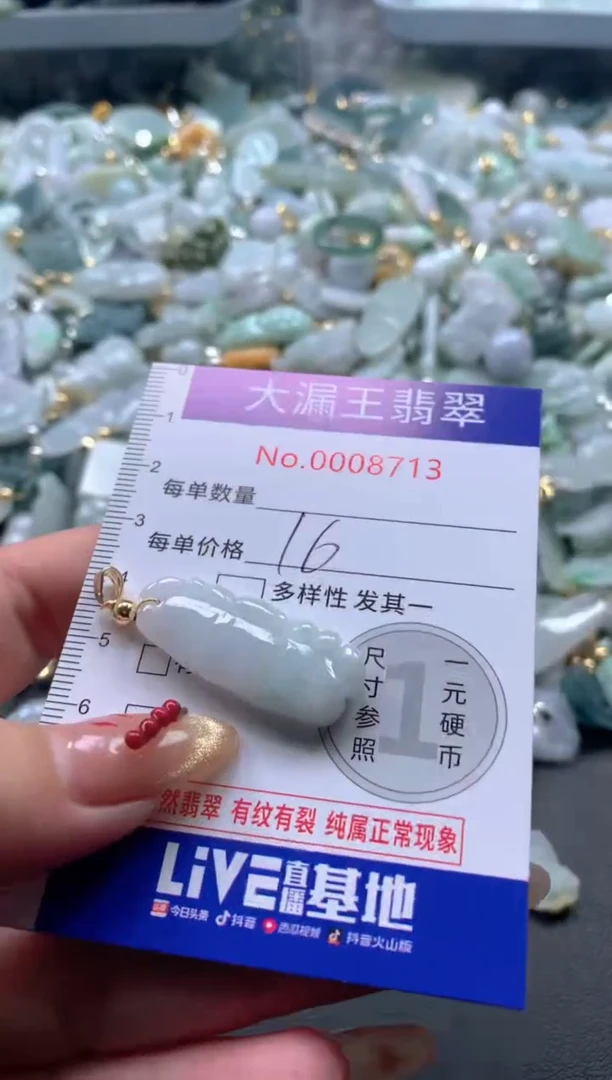 大漏王翡翠
No.0008713
每单数量
每单价格 16
多样性 发其一
0
1
2
3
4
5
6
1
尺寸参照
一元硬币
然翡翠 有纹有裂 纯属正常现象
LiVE直播基地
今日头条 抖音 西瓜视频 抖音火山版